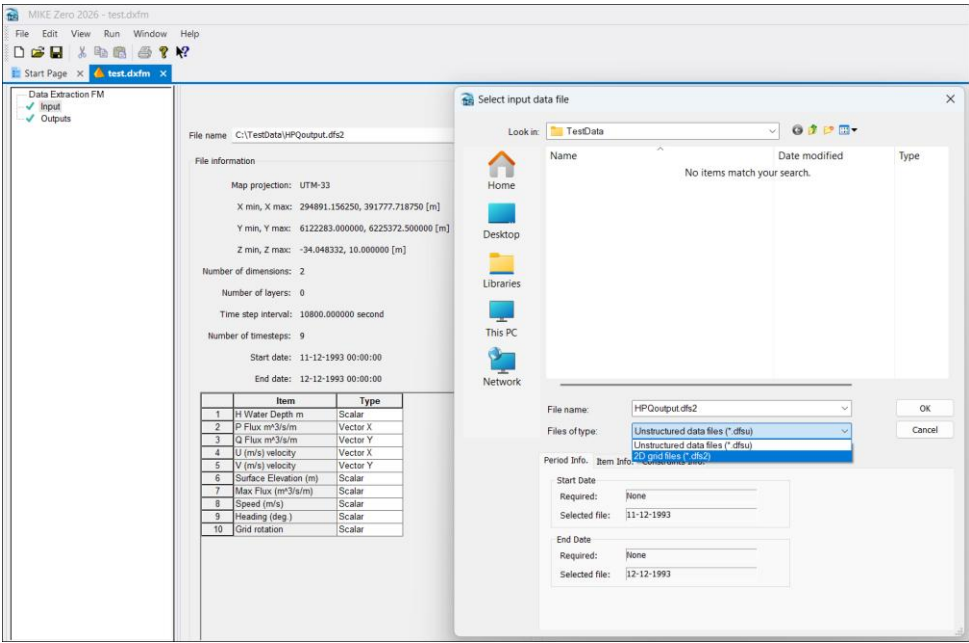 MIKE Zero 2026 - test.dxfm
File Edit View Run Window Help
Start Page × test.dxfm ×
Data Extraction FM
Input
Outputs
File name C:\TestData\HPQoutput.dfs2
File information
Map projection: UTM-33
X min, X max: 294891.156250, 391777.718750 [m]
Y min, Y max: 6122283.000000, 6225372.500000 [m]
Z min, Z max: -34.048332, 10.000000 [m]
Number of dimensions: 2
Number of layers: 0
Time step interval: 10800.000000 second
Number of timesteps: 9
Start date: 11-12-1993 00:00:00
End date: 12-12-1993 00:00:00
Item Type
1 H Water Depth m Scalar
2 P Flux m^3/s/m Vector X
3 Q Flux m^3/s/m Vector Y
4 U (m/s) velocity Vector X
5 V (m/s) velocity Vector Y
6 Surface Elevation (m) Scalar
7 Max Flux (m^3/s/m) Scalar
8 Speed (m/s) Scalar
9 Heading (deg.) Scalar
10 Grid rotation Scalar
Select input data file
Look in: TestData
Home
Desktop
Libraries
This PC
Network
Name Date modified Type
No items match your search.
File name: HPQoutput.dfs2 OK
Files of type: Unstructured data files (*.dfsu) Cancel
Unstructured data files (*.dfsu)
2D grid files (*.dfs2)
Period Info. Item Info. Constraints Info.
Start Date
Required: None
Selected file: 11-12-1993
End Date
Required: None
Selected file: 12-12-1993